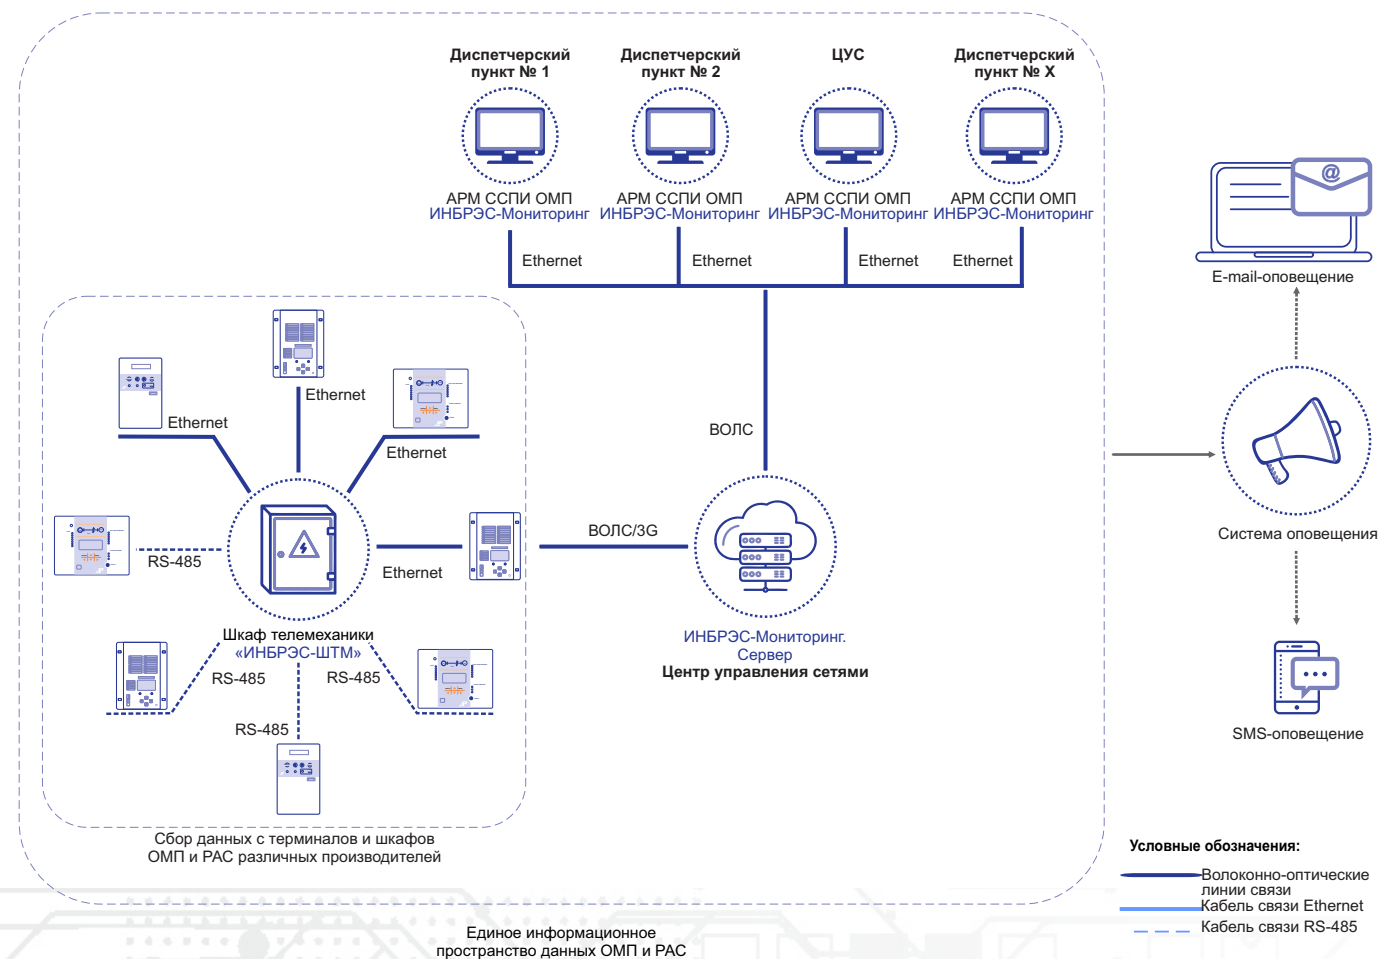 Диспетчерский
пункт № 1
Диспетчерский
пункт № 2
ЦУС
Диспетчерский
пункт № X
АРМ ССПИ ОМП
ИНБРЭС-Мониторинг
АРМ ССПИ ОМП
ИНБРЭС-Мониторинг
АРМ ССПИ ОМП
ИНБРЭС-Мониторинг
АРМ ССПИ ОМП
ИНБРЭС-Мониторинг
Ethernet
Ethernet
Ethernet
Ethernet
@
E-mail-оповещение
Ethernet
Ethernet
Ethernet
ВОЛС
ВОЛС/3G
RS-485
Ethernet
Система оповещения
Шкаф телемеханики
«ИНБРЭС-ШТМ»
ИНБРЭС-Мониторинг.
Сервер
Центр управления сетями
RS-485
RS-485
RS-485
SMS-оповещение
Сбор данных с терминалов и шкафов
ОМП и РАС различных производителей
Условные обозначения:
Волоконно-оптические
линии связи
Кабель связи Ethernet
Кабель связи RS-485
Единое информационное
пространство данных ОМП и РАС